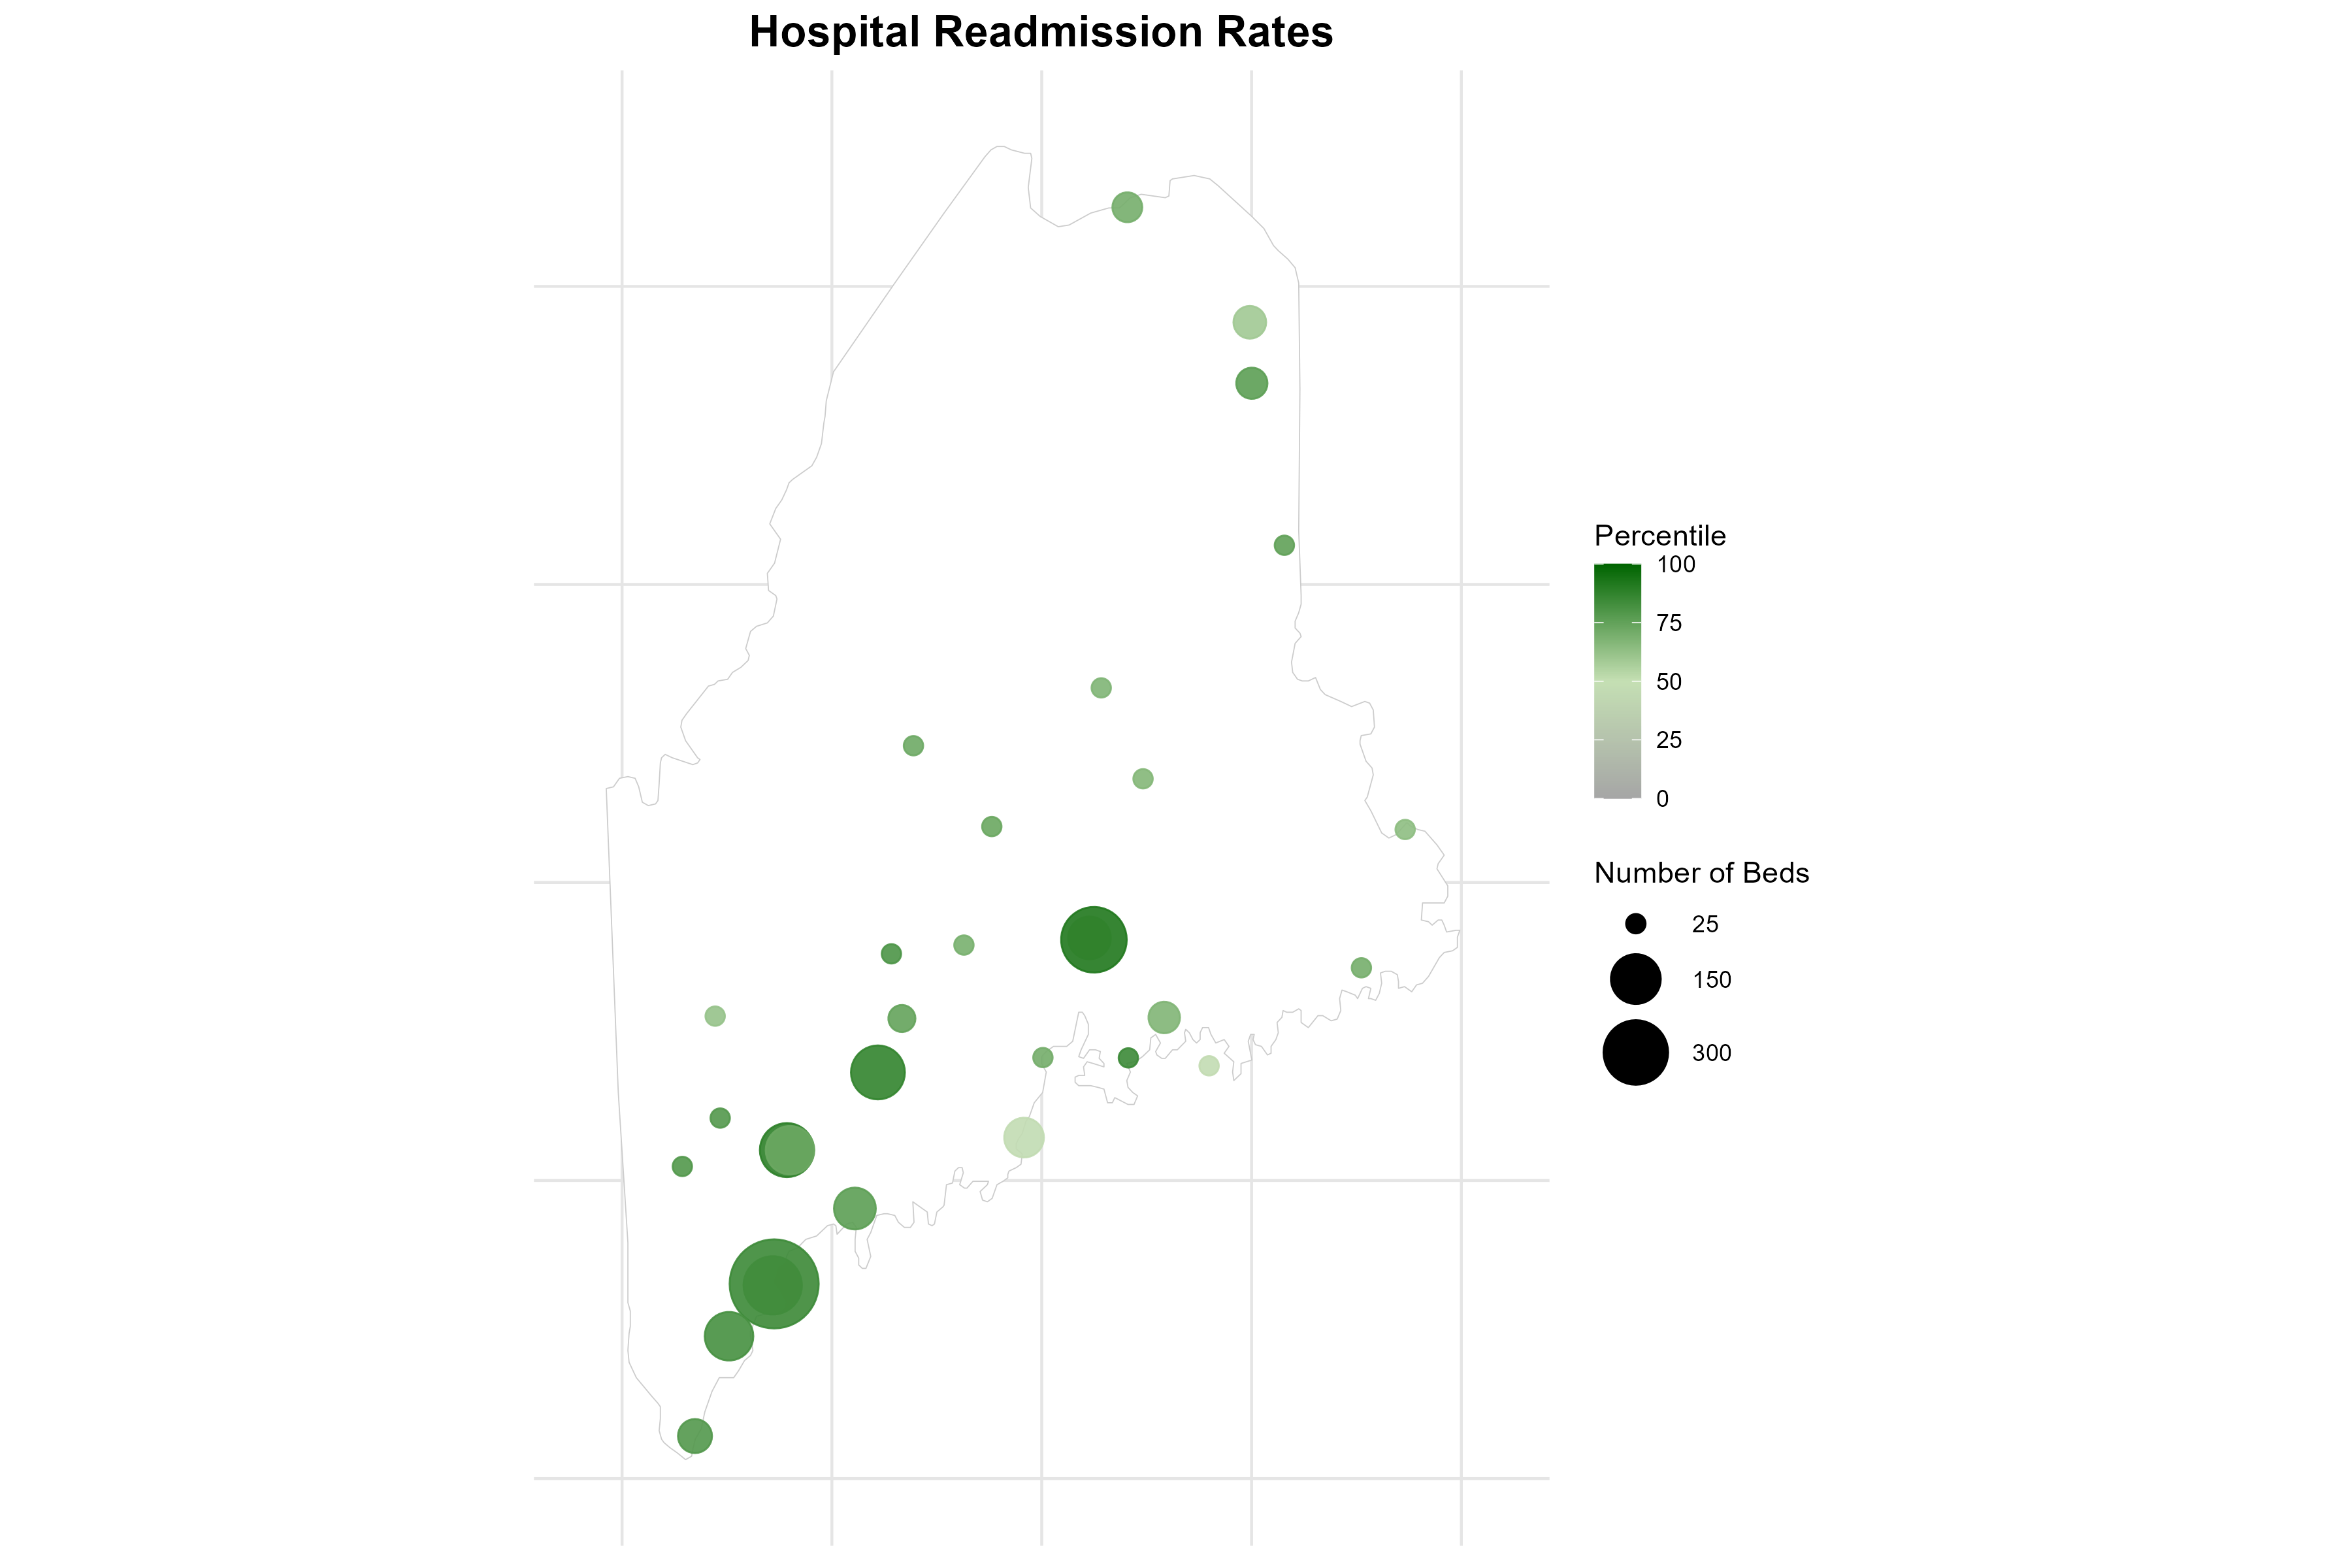 Hospital Readmission Rates
Percentile
100
75
50
25
0
Number of Beds
25
150
300